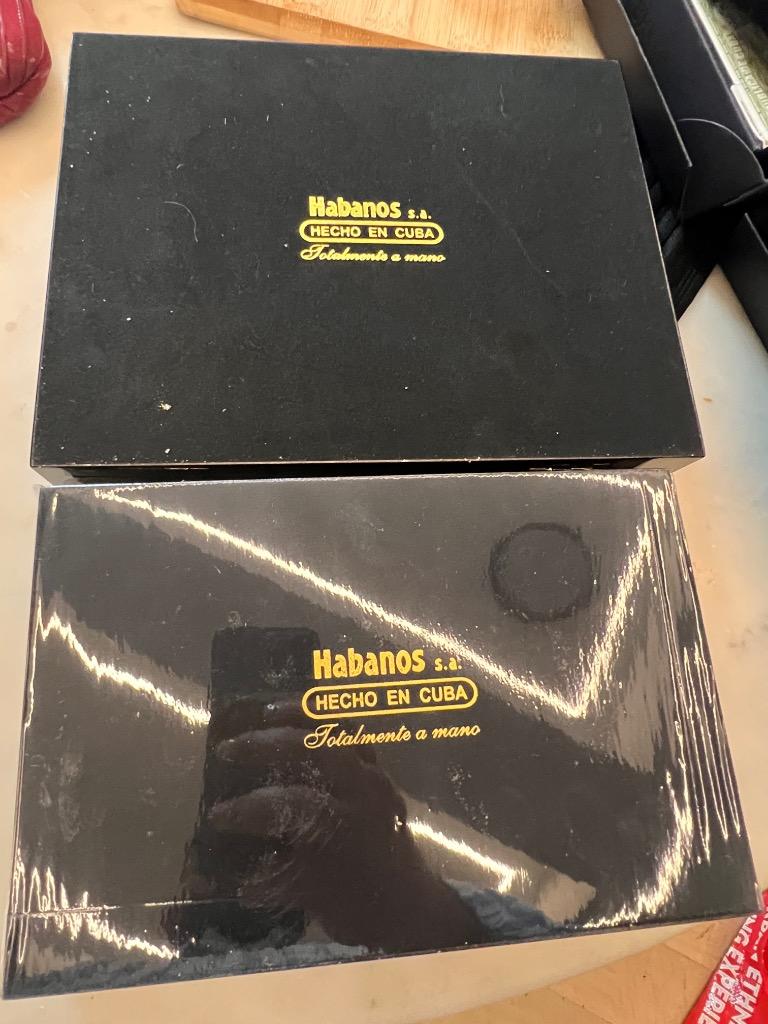 Habanos s.a.
HECHO EN CUBA
Totalmente a mano
Habanos s.a.
HECHO EN CUBA
Totalmente a mano